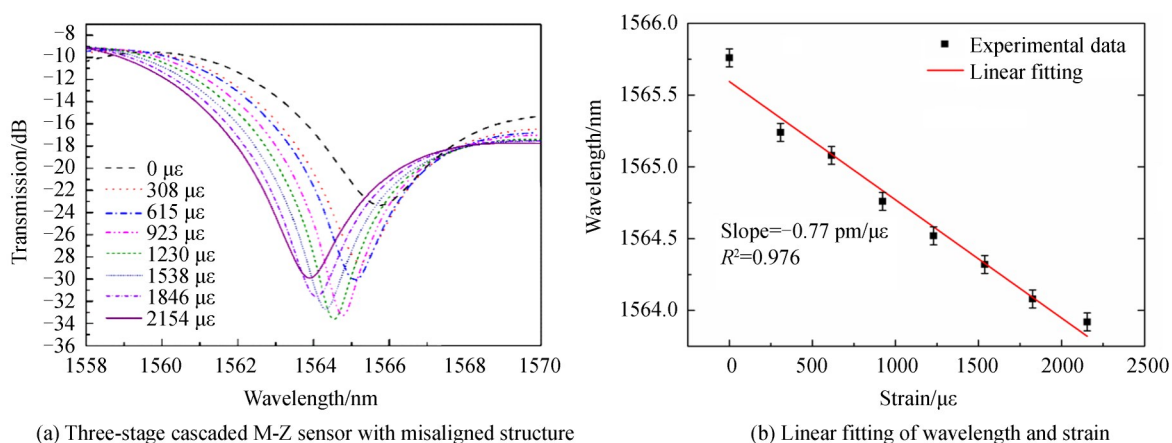 −8
−10
−12
−14
−16
−18
−20
−22
−24
−26
−28
−30
−32
−34
−36
Transmission/dB
0 με
308 με
615 με
923 με
1230 με
1538 με
1846 με
2154 με
1558 1560 1562 1564 1566 1568 1570
Wavelength/nm
(a) Three-stage cascaded M-Z sensor with misaligned structure
1566.0
1565.5
1565.0
1564.5
1564.0
Wavelength/nm
Experimental data
Linear fitting
Slope=−0.77 pm/με
R²=0.976
0 500 1000 1500 2000 2500
Strain/με
(b) Linear fitting of wavelength and strain